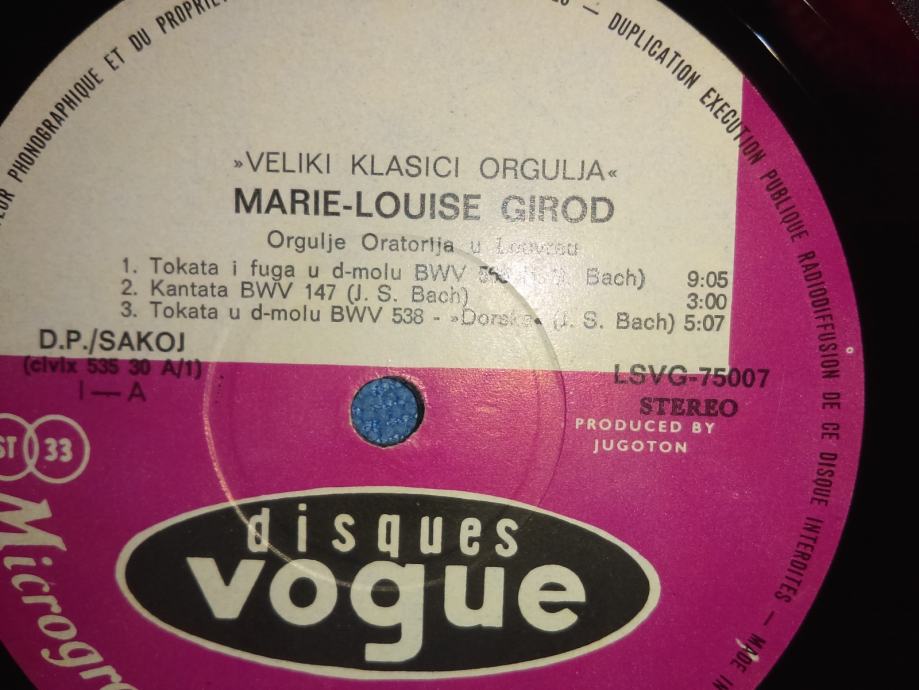 PHONOGRAPHIQUE ET DU
— DUPLICATION EXECUTION PUBLIQUE RADIODIFFUSION DE CE DISQUE INTERDITES — MADE
»VELIKI KLASICI ORGULJA«
MARIE-LOUISE GIROD
Orgulje Oratorija u Louvreu
1. Tokata i fuga u d-molu BWV Bach) 9:05
2. Kantata BWV 147 (J. S. Bach) 3:00
3. Tokata u d-molu BWV 538 - »Dorska« (J. S. Bach) 5:07
D.P./SAKOJ
(civix 535 30 A/1)
I—A
LSVG-75007
STEREO
PRODUCED BY
JUGOTON
ST 33
disques
vogue